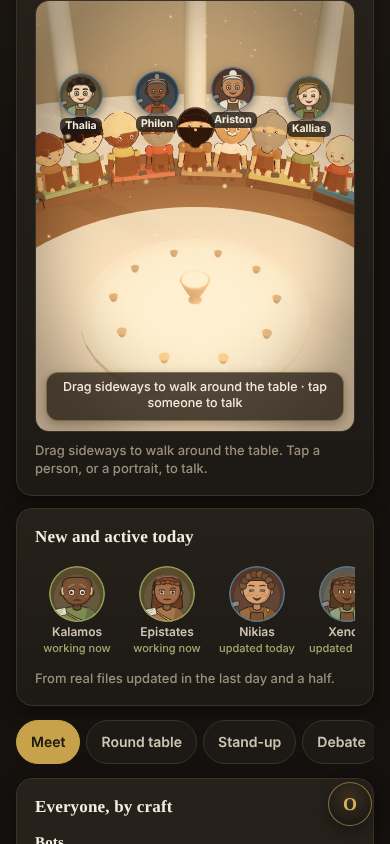 Thalia
Philon
Ariston
Kallias
Drag sideways to walk around the table · tap
someone to talk
Drag sideways to walk around the table. Tap a
person, or a portrait, to talk.
New and active today
Kalamos
Epistates
Nikias
Xeno
working now
working now
updated today
updated
From real files updated in the last day and a half.
Meet
Round table
Stand-up
Debate
Everyone, by craft
O
Bots